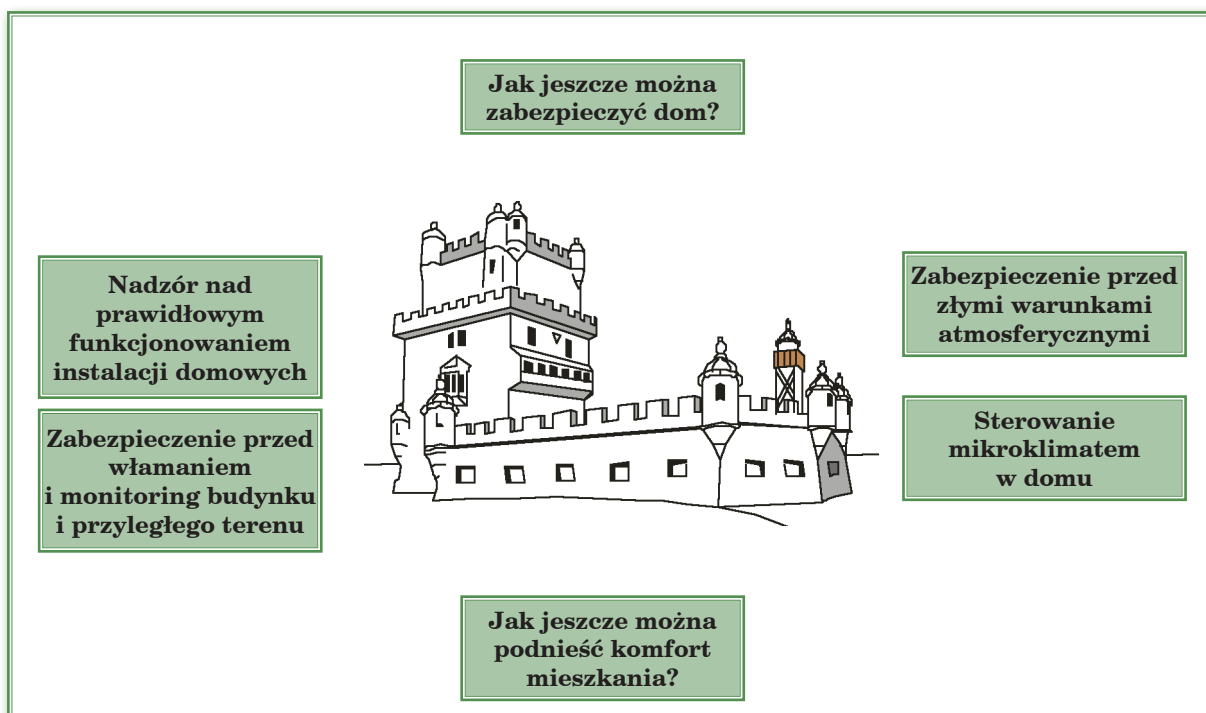 Jak jeszcze można
zabezpieczyć dom?
Nadzór nad
prawidłowym
funkcjonowaniem
instalacji domowych
Zabezpieczenie przed
włamaniem
i monitoring budynku
i przyległego terenu
Zabezpieczenie przed
złymi warunkami
atmosferycznymi
Sterowanie
mikroklimatem
w domu
Jak jeszcze można
podnieść komfort
mieszkania?